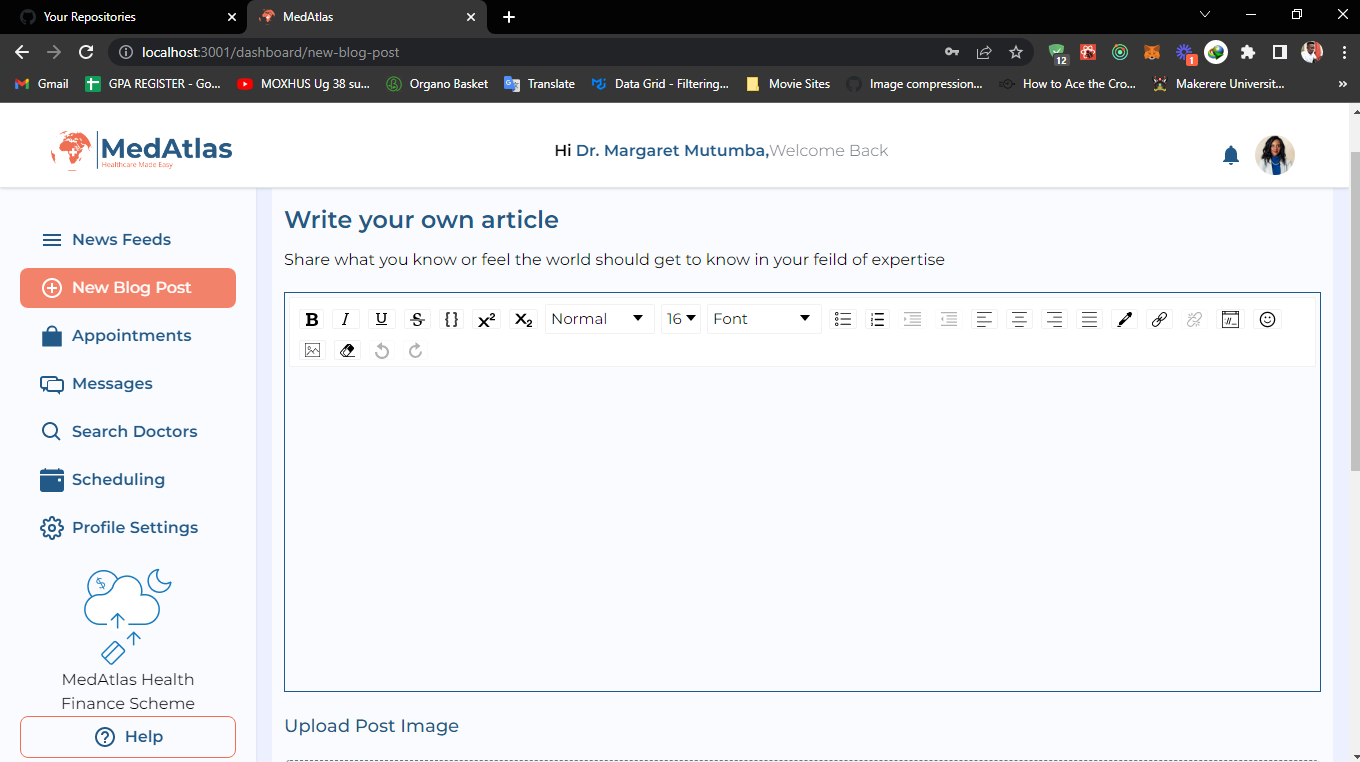 Your Repositories
MedAtlas
localhost:3001/dashboard/new-blog-post
12
1
Gmail
GPA REGISTER - Go...
MOXHUS Ug 38 su...
Organo Basket
Translate
Data Grid - Filtering...
Movie Sites
Image compression...
How to Ace the Cro...
Makerere Universit...
»
MedAtlas
Healthcare Made Easy
Hi Dr. Margaret Mutumba,Welcome Back
News Feeds
New Blog Post
Appointments
Messages
Search Doctors
Scheduling
Profile Settings
$
MedAtlas Health
Finance Scheme
Help
Write your own article
Share what you know or feel the world should get to know in your feild of expertise
B I U S {} X² X₂ Normal 16 Font
Upload Post Image